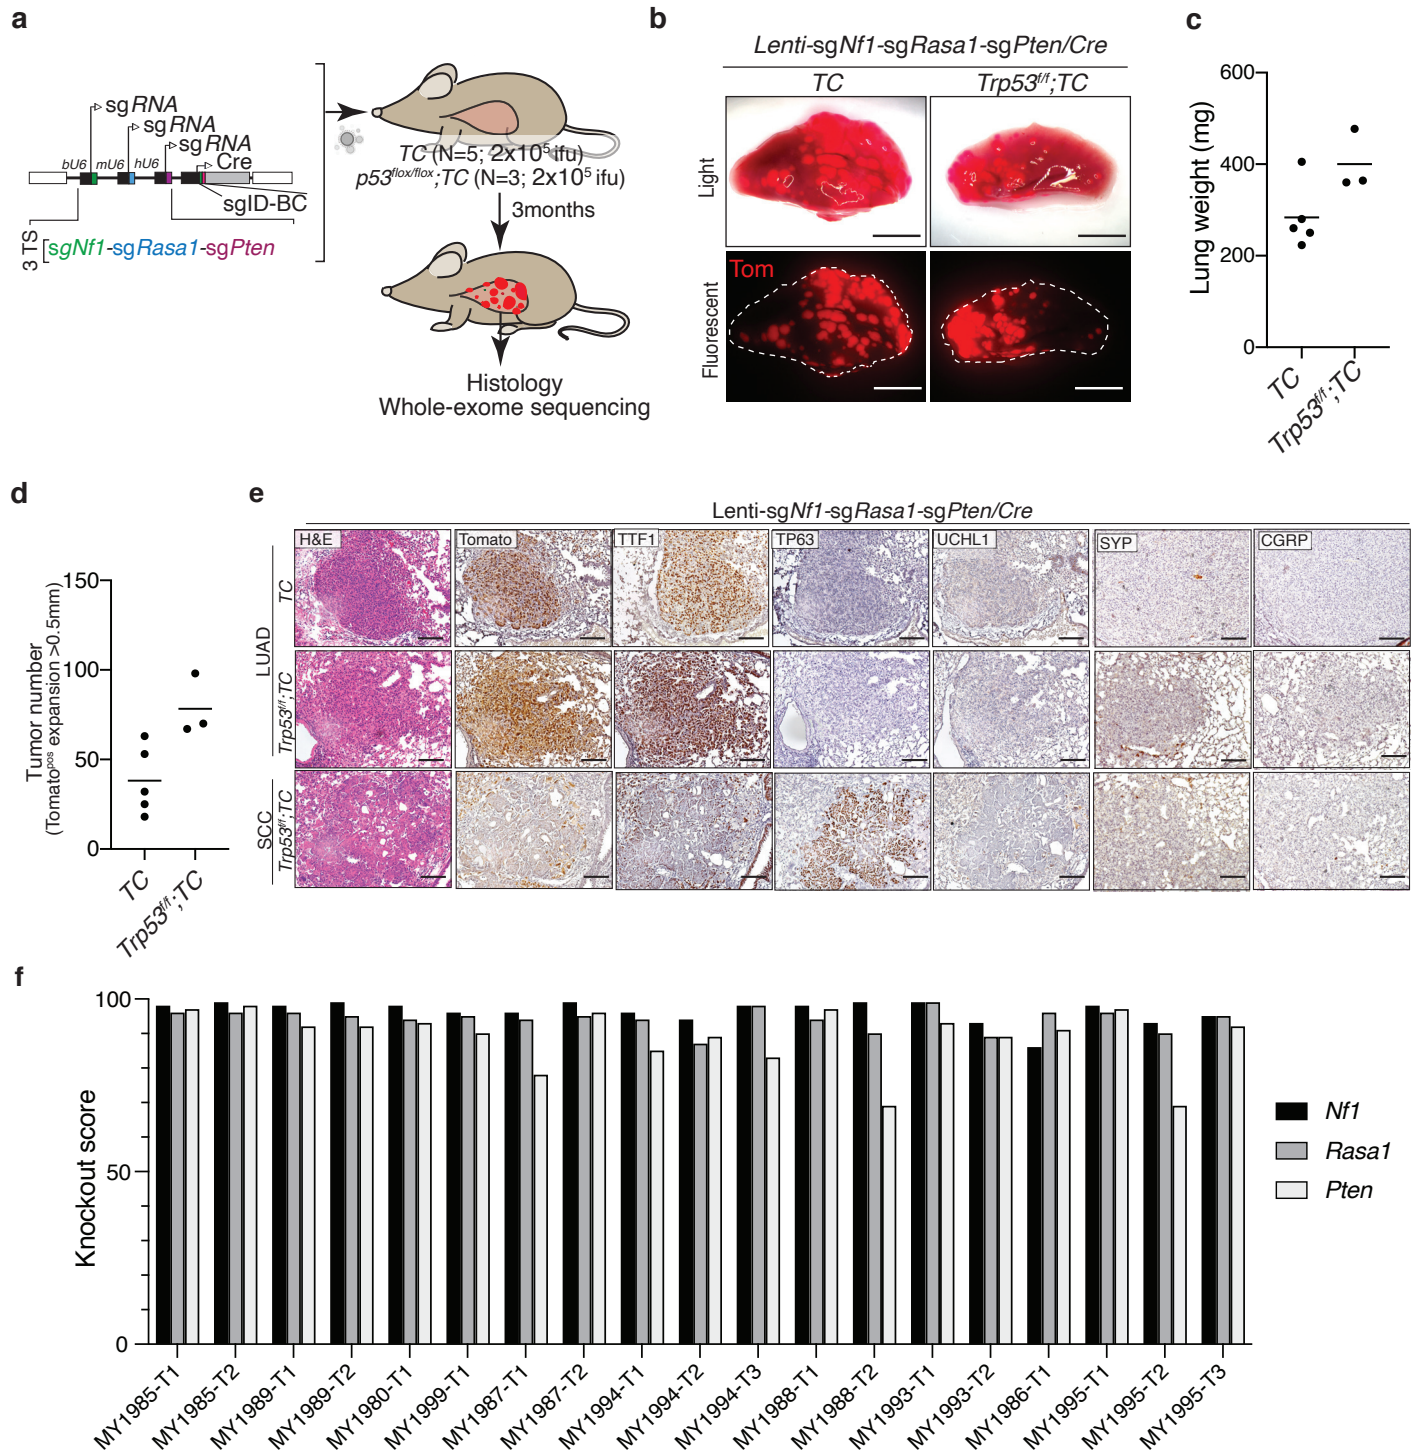 a
sgRNA
sgRNA
sgRNA
Cre
bU6 mU6 hU6
sgID-BC
3 TS
sgNf1-sgRasa1-sgPten
TC (N=5; 2x10⁵ ifu)
p53flox/flox;TC (N=3; 2x10⁵ ifu)
3months
Histology
Whole-exome sequencing
b
Lenti-sgNf1-sgRasa1-sgPten/Cre
TC Trp53f/f;TC
Light
Fluorescent
Tom
c
Lung weight (mg)
600
400
200
0
TC
Trp53f/f;TC
d
Tumor number
(Tomatopos expansion >0.5mm)
150
100
50
0
TC
Trp53f/f;TC
e
Lenti-sgNf1-sgRasa1-sgPten/Cre
H&E Tomato TTF1 TP63 UCHL1 SYP CGRP
LUAD
TC
Trp53f/f;TC
SCC
Trp53f/f;TC
f
Knockout score
100
50
0
MY1985-T1
MY1985-T2
MY1989-T1
MY1989-T2
MY1980-T1
MY1999-T1
MY1987-T1
MY1987-T2
MY1994-T1
MY1994-T2
MY1994-T3
MY1988-T1
MY1988-T2
MY1993-T1
MY1993-T2
MY1986-T1
MY1995-T1
MY1995-T2
MY1995-T3
Nf1
Rasa1
Pten